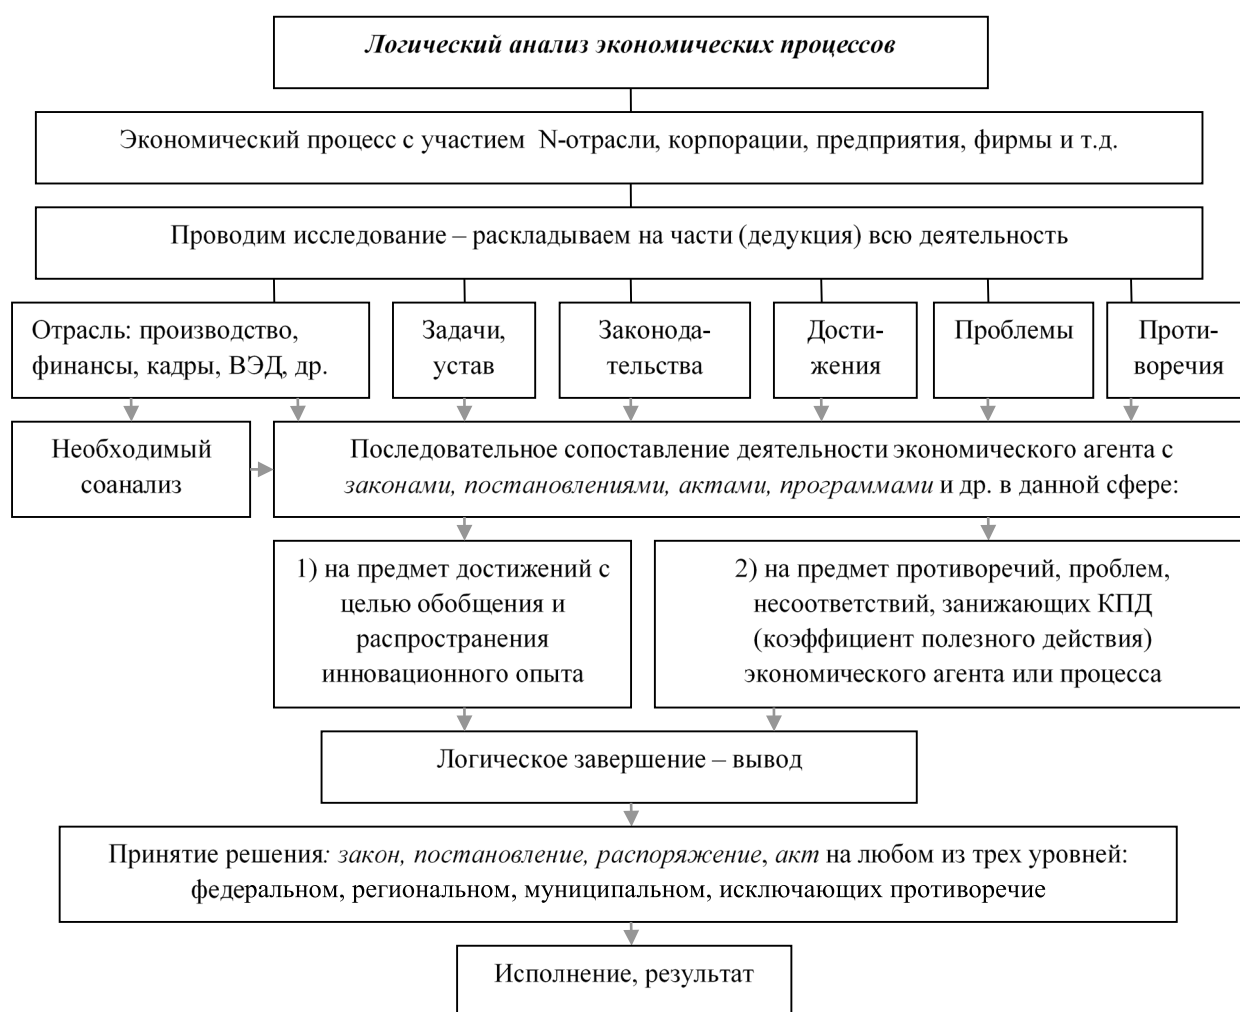 Логический анализ экономических процессов
Экономический процесс с участием N-отрасли, корпорации, предприятия, фирмы и т.д.
Проводим исследование – раскладываем на части (дедукция) всю деятельность
Отрасль: производство,
финансы, кадры, ВЭД, др.
Задачи,
устав
Законода-
тельства
Дости-
жения
Проблемы
Проти-
воречия
Необходимый
соанализ
Последовательное сопоставление деятельности экономического агента с
законами, постановлениями, актами, программами и др. в данной сфере:
1) на предмет достижений с
целью обобщения и
распространения
инновационного опыта
2) на предмет противоречий, проблем,
несоответствий, занижающих КПД
(коэффициент полезного действия)
экономического агента или процесса
Логическое завершение – вывод
Принятие решения: закон, постановление, распоряжение, акт на любом из трех уровней:
федеральном, региональном, муниципальном, исключающих противоречие
Исполнение, результат